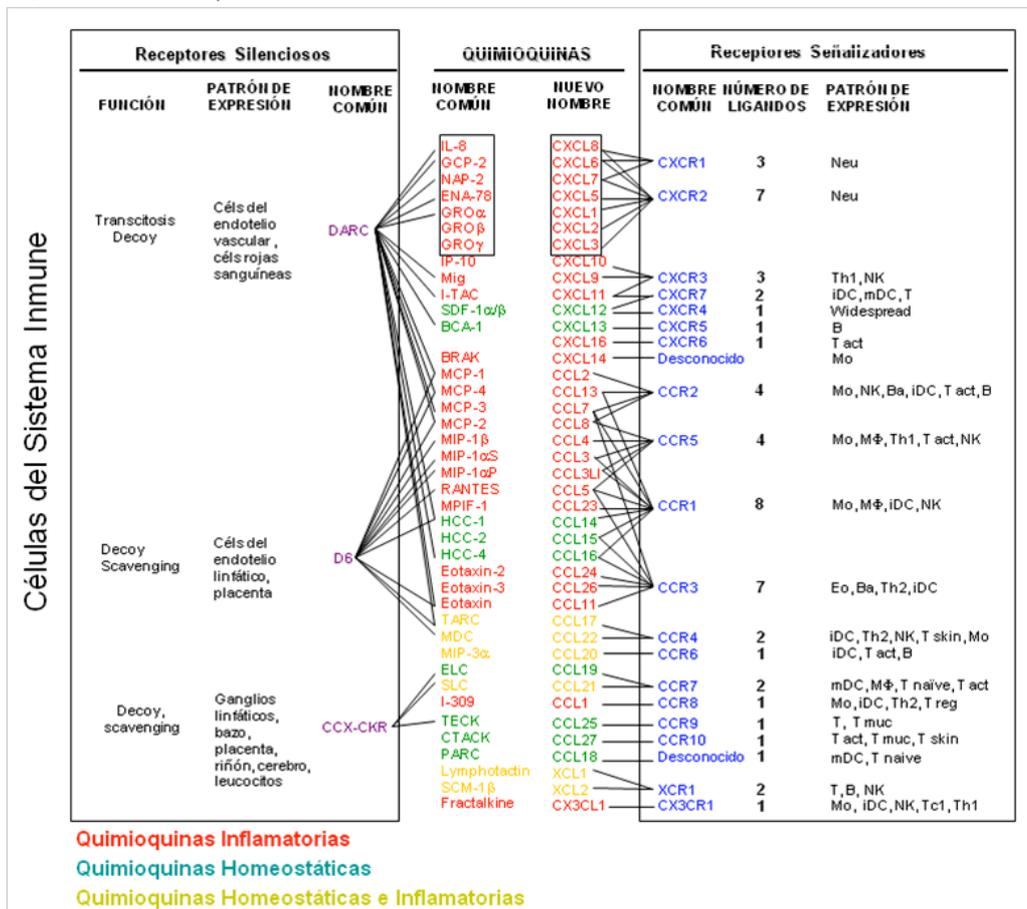 Células del Sistema Inmune
Receptores Silenciosos
FUNCIÓN
PATRÓN DE
EXPRESIÓN
NOMBRE
COMÚN
Transcitosis
Decoy
Céls del
endotelio
vascular ,
céls rojas
sanguíneas
DARC
Decoy
Scavenging
Céls del
endotelio
linfático,
placenta
D6
Decoy,
scavenging
Ganglios
linfáticos,
bazo,
placenta,
riñón, cerebro,
leucocitos
CCX-CKR
QUIMIOQUINAS
NOMBRE
COMÚN
NUEVO
NOMBRE
IL-8 CXCL8
GCP-2 CXCL6
NAP-2 CXCL7
ENA-78 CXCL5
GROα CXCL1
GROβ CXCL2
GROγ CXCL3
IP-10 CXCL10
Mig CXCL9
I-TAC CXCL11
SDF-1α/β CXCL12
BCA-1 CXCL13
CXCL16
BRAK CXCL14
MCP-1 CCL2
MCP-4 CCL13
MCP-3 CCL7
MCP-2 CCL8
MIP-1β CCL4
MIP-1αS CCL3
MIP-1αP CCL3LI
RANTES CCL5
MPIF-1 CCL23
HCC-1 CCL14
HCC-2 CCL15
HCC-4 CCL16
Eotaxin-2 CCL24
Eotaxin-3 CCL26
Eotaxin CCL11
TARC CCL17
MDC CCL22
MIP-3α CCL20
ELC CCL19
SLC CCL21
I-309 CCL1
TECK CCL25
CTACK CCL27
PARC CCL18
Lymphotactin XCL1
SCM-1β XCL2
Fractalkine CX3CL1
Receptores Señalizadores
NOMBRE
COMÚN
NÚMERO DE
LIGANDOS
PATRÓN DE
EXPRESIÓN
CXCR1 3 Neu
CXCR2 7 Neu
CXCR3 3 Th1,NK
CXCR7 2 iDC,mDC,T
CXCR4 1 Widespread
CXCR5 1 B
CXCR6 1 T act
Desconocido Mo
CCR2 4 Mo,NK,Ba,iDC,T act,B
CCR5 4 Mo,MΦ,Th1,T act,NK
CCR1 8 Mo,MΦ,iDC,NK
CCR3 7 Eo,Ba,Th2,iDC
CCR4 2 iDC,Th2,NK,T skin,Mo
CCR6 1 iDC,T act,B
CCR7 2 mDC,MΦ,T naïve,T act
CCR8 1 Mo,iDC,Th2,T reg
CCR9 1 T, T muc
CCR10 1 T act,T muc,T skin
Desconocido 1 mDC,T naive
XCR1 2 T,B,NK
CX3CR1 1 Mo, iDC,NK,Tc1,Th1
Quimioquinas Inflamatorias
Quimioquinas Homeostáticas
Quimioquinas Homeostáticas e Inflamatorias